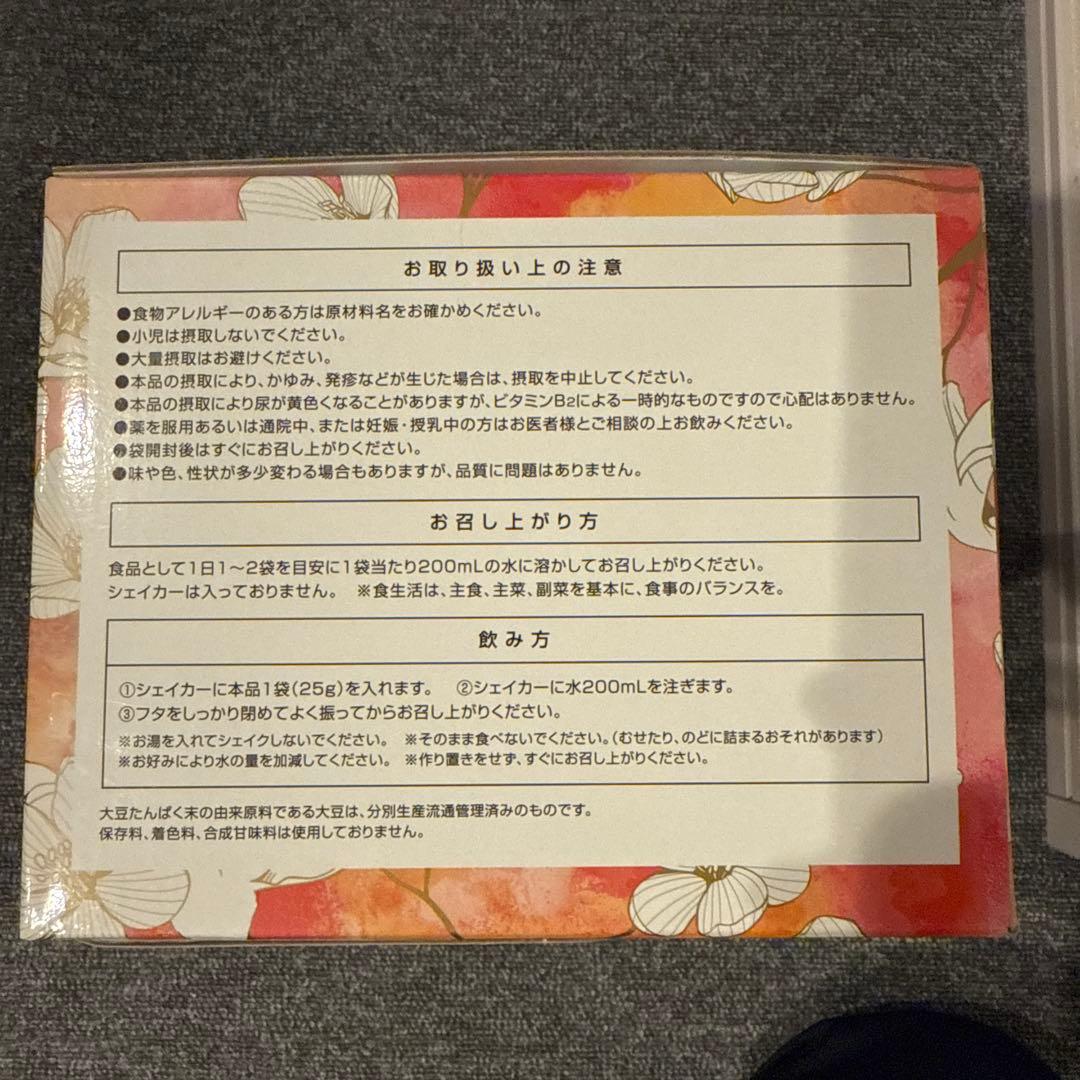 お取り扱い上の注意
●食物アレルギーのある方は原材料名をお確かめください。
●小児は摂取しないでください。
●大量摂取はお避けください。
●本品の摂取により、かゆみ、発疹などが生じた場合は、摂取を中止してください。
●本品の摂取により尿が黄色くなることがありますが、ビタミンB2による一時的なものですので心配はありません。
●薬を服用あるいは通院中、または妊娠・授乳中の方はお医者様とご相談の上お飲みください。
●袋開封後はすぐにお召し上がりください。
●味や色、性状が多少変わる場合もありますが、品質に問題はありません。
お召し上がり方
食品として1日1～2袋を目安に1袋当たり200mLの水に溶かしてお召し上がりください。
シェイカーは入っておりません。 ※食生活は、主食、主菜、副菜を基本に、食事のバランスを。
飲み方
①シェイカーに本品1袋(25g)を入れます。 ②シェイカーに水200mLを注ぎます。
③フタをしっかり閉めてよく振ってからお召し上がりください。
※お湯を入れてシェイクしないでください。 ※そのまま食べないでください。(むせたり、のどに詰まるおそれがあります)
※お好みにより水の量を加減してください。 ※作り置きをせず、すぐにお召し上がりください。
大豆たんぱく末の由来原料である大豆は、分別生産流通管理済みのものです。
保存料、着色料、合成甘味料は使用しておりません。